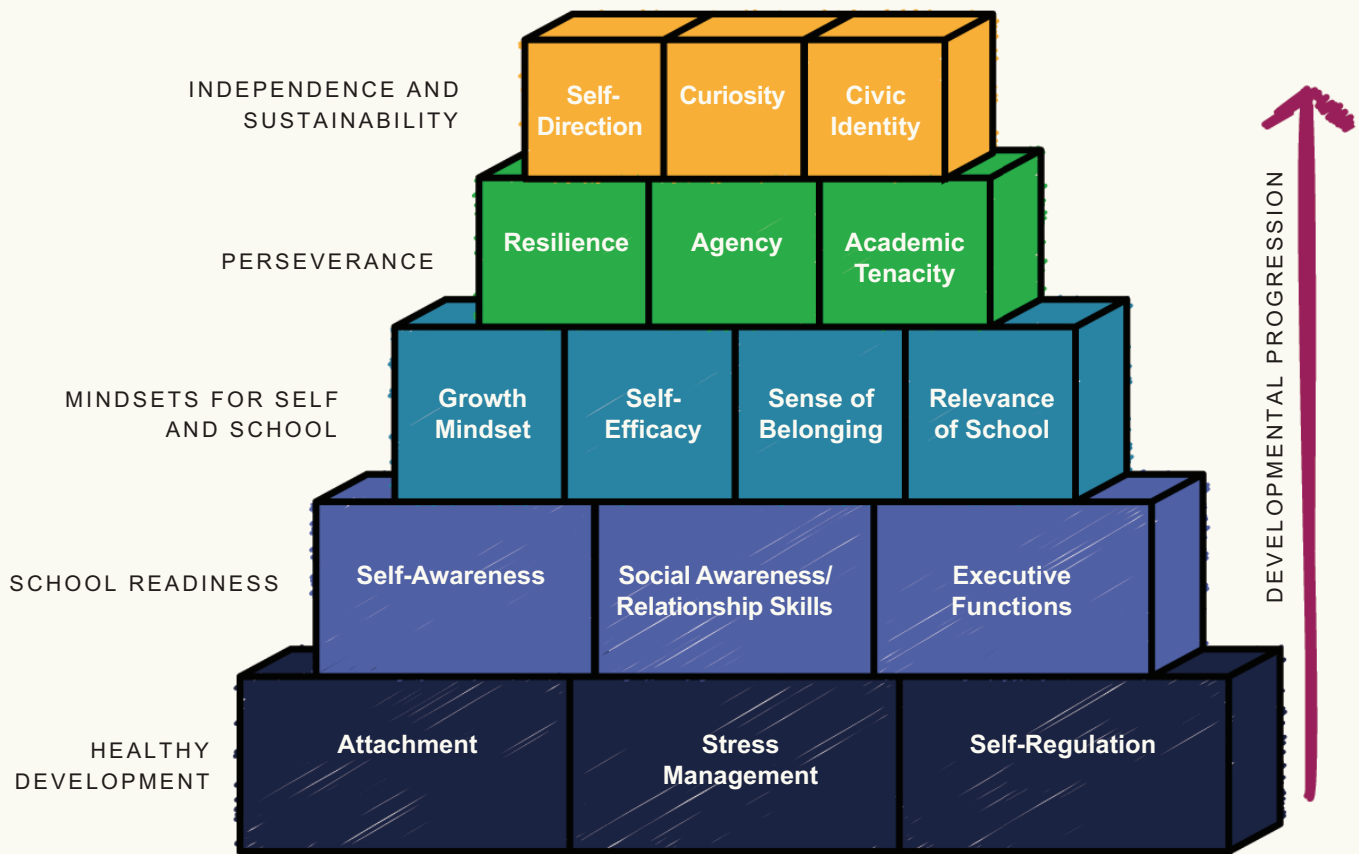 INDEPENDENCE AND
SUSTAINABILITY
Self-
Direction
Curiosity
Civic
Identity
PERSEVERANCE
Resilience
Agency
Academic
Tenacity
MINDSETS FOR SELF
AND SCHOOL
Growth
Mindset
Self-
Efficacy
Sense of
Belonging
Relevance
of School
SCHOOL READINESS
Self-Awareness
Social Awareness/
Relationship Skills
Executive
Functions
HEALTHY
DEVELOPMENT
Attachment
Stress
Management
Self-Regulation
DEVELOPMENTAL PROGRESSION